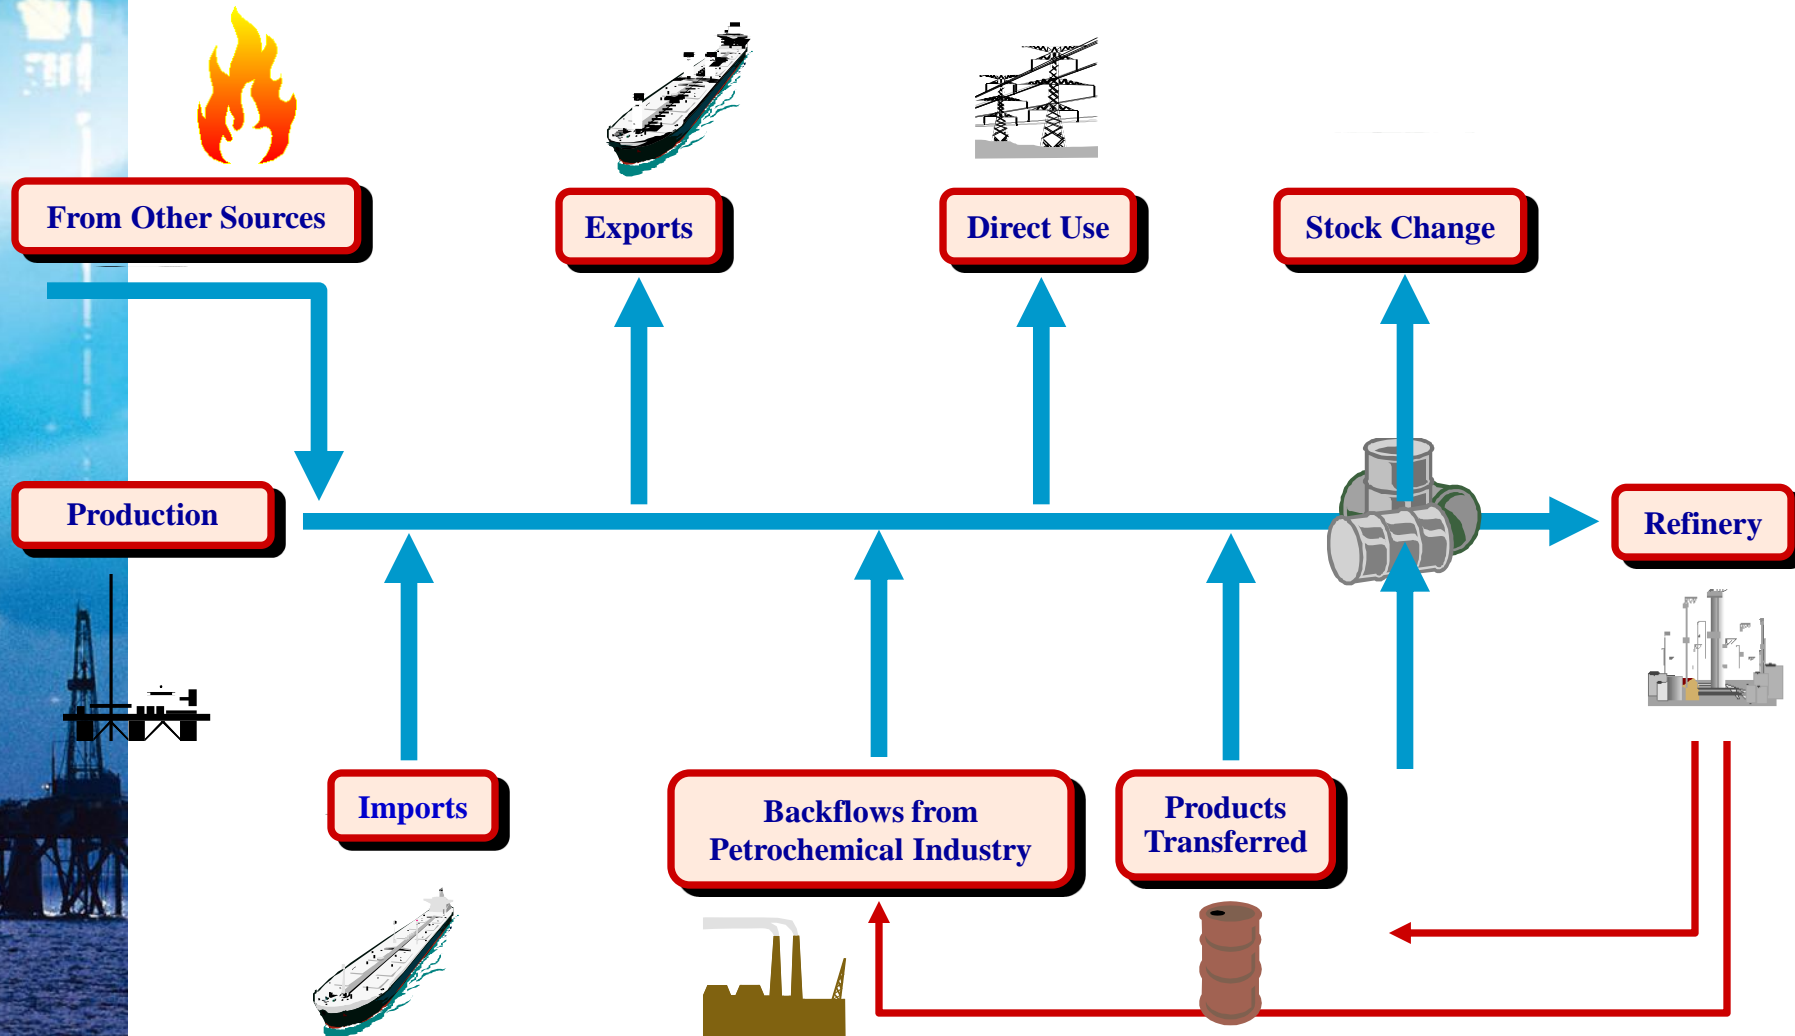 From Other Sources
Exports
Direct Use
Stock Change
Production
Refinery
Imports
Backflows from
Petrochemical Industry
Products
Transferred